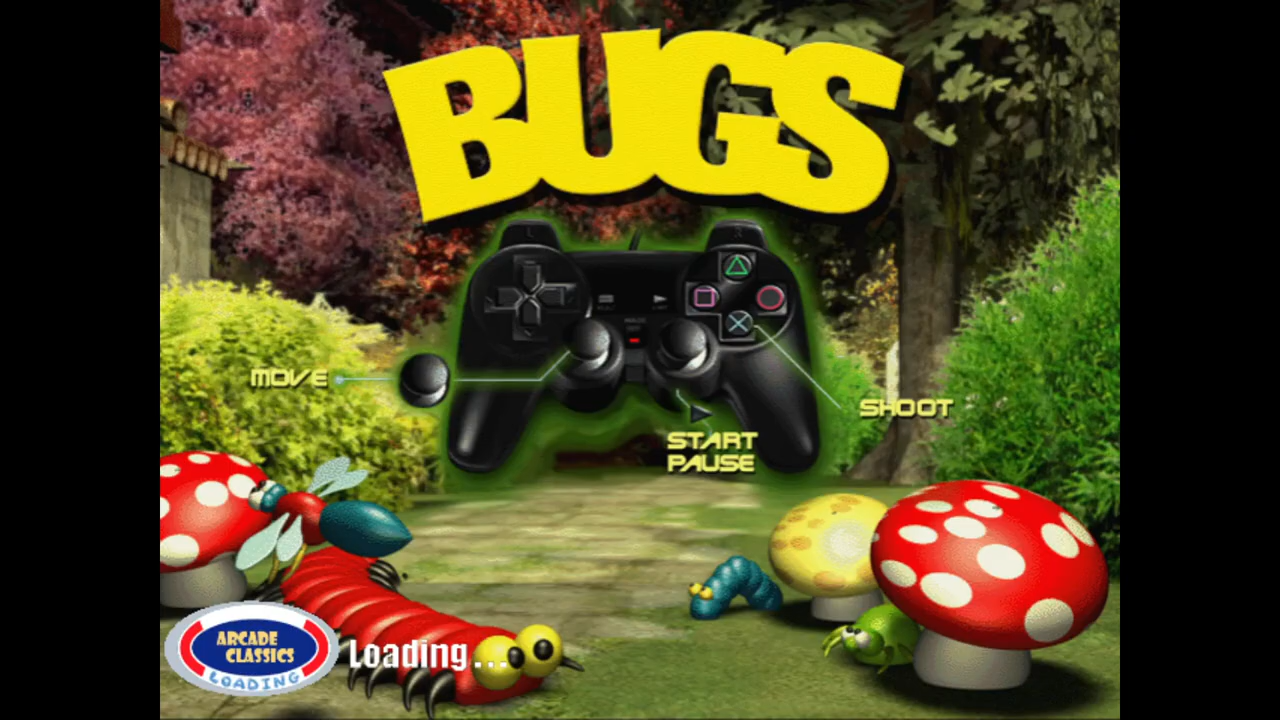 BUGS
MOVE
SHOOT
START
PAUSE
ARCADE
CLASSICS
LOADING
Loading...